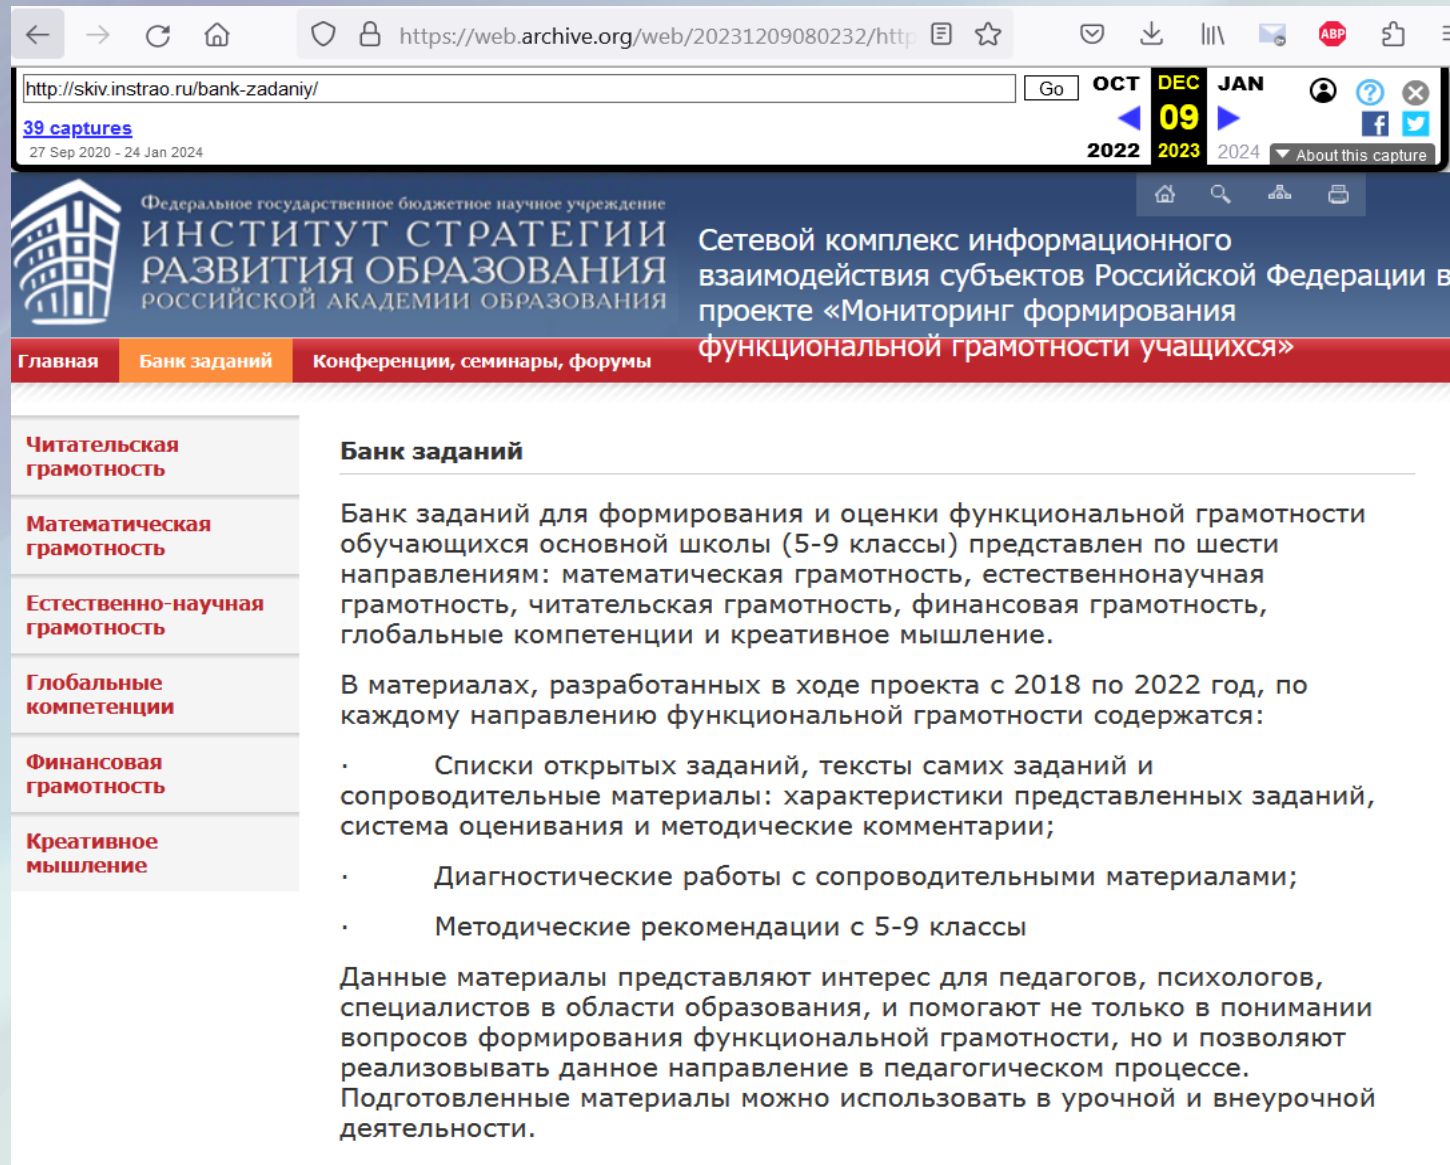 https://web.archive.org/web/20231209080232/http
http://skiv.instrao.ru/bank-zadaniy/
Go
OCT DEC JAN
39 captures
09
27 Sep 2020 - 24 Jan 2024
2022 2023 2024
About this capture
ABP
Федеральное государственное бюджетное научное учреждение
ИНСТИТУТ СТРАТЕГИИ
РАЗВИТИЯ ОБРАЗОВАНИЯ
РОССИЙСКОЙ АКАДЕМИИ ОБРАЗОВАНИЯ
Сетевой комплекс информационного
взаимодействия субъектов Российской Федерации в
проекте «Мониторинг формирования
функциональной грамотности учащихся»
Главная Банк заданий Конференции, семинары, форумы
Читательская
грамотность
Математическая
грамотность
Естественно-научная
грамотность
Глобальные
компетенции
Финансовая
грамотность
Креативное
мышление
Банк заданий
Банк заданий для формирования и оценки функциональной грамотности
обучающихся основной школы (5-9 классы) представлен по шести
направлениям: математическая грамотность, естественнонаучная
грамотность, читательская грамотность, финансовая грамотность,
глобальные компетенции и креативное мышление.
В материалах, разработанных в ходе проекта с 2018 по 2022 год, по
каждому направлению функциональной грамотности содержатся:
· Списки открытых заданий, тексты самих заданий и
сопроводительные материалы: характеристики представленных заданий,
система оценивания и методические комментарии;
· Диагностические работы с сопроводительными материалами;
· Методические рекомендации с 5-9 классы
Данные материалы представляют интерес для педагогов, психологов,
специалистов в области образования, и помогают не только в понимании
вопросов формирования функциональной грамотности, но и позволяют
реализовывать данное направление в педагогическом процессе.
Подготовленные материалы можно использовать в урочной и внеурочной
деятельности.